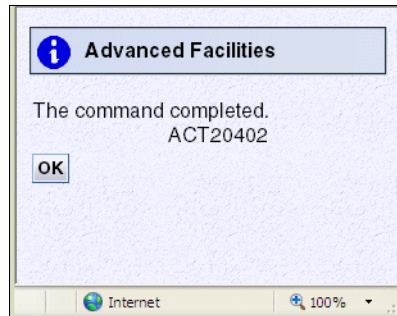 Advanced Facilities
The command completed.
ACT20402
OK
Internet
100%